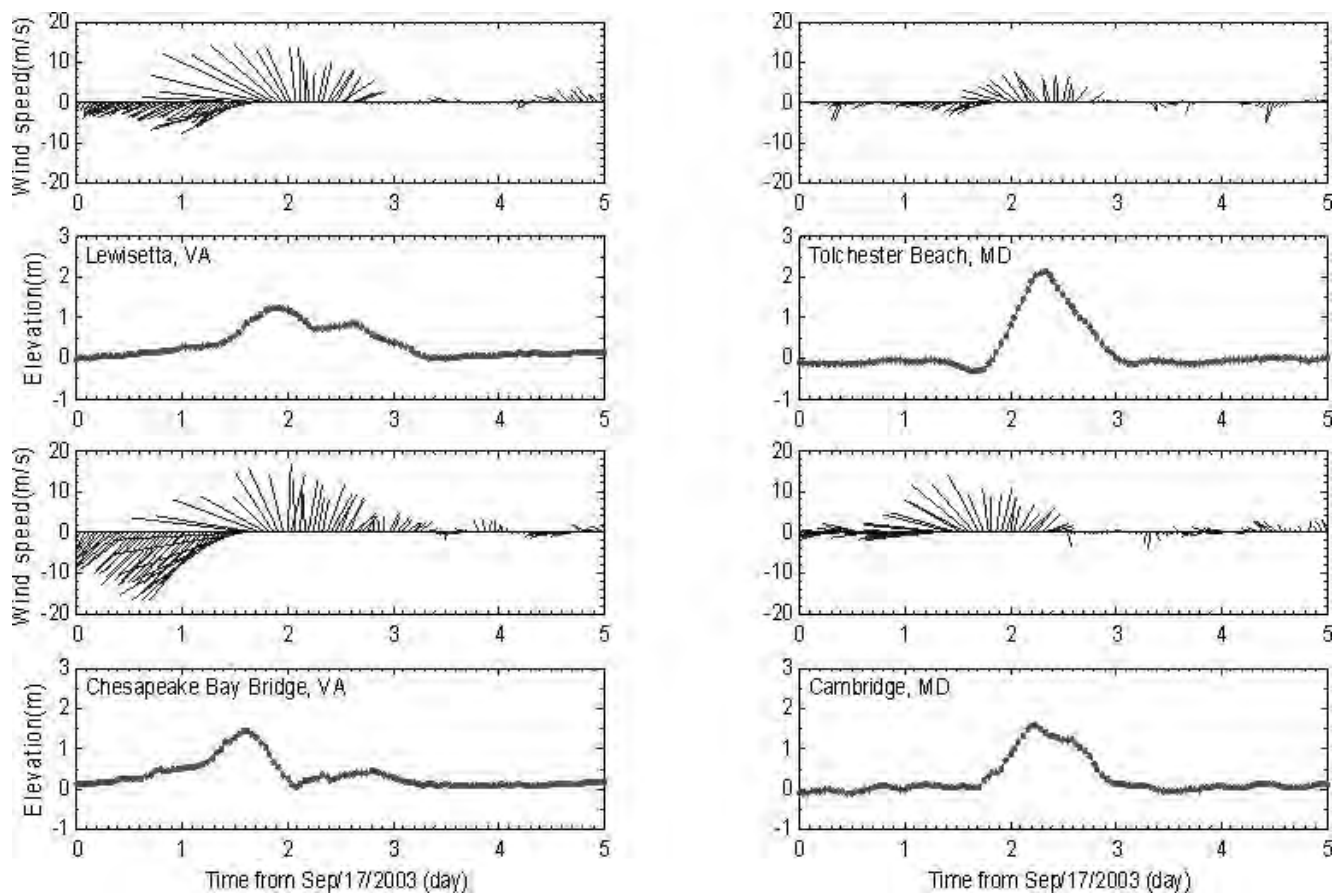 Wind speed(m/s)
20
10
0
-10
-20
0 1 2 3 4 5
Elevation(m)
3
2
1
0
-1
Lewisetta, VA
0 1 2 3 4 5
Wind speed(m/s)
20
10
0
-10
-20
0 1 2 3 4 5
Elevation(m)
3
2
1
0
-1
Chesapeake Bay Bridge, VA
0 1 2 3 4 5
Time from Sep/17/2003 (day)
20
10
0
-10
-20
0 1 2 3 4 5
3
2
1
0
-1
Tolchester Beach, MD
0 1 2 3 4 5
20
10
0
-10
-20
0 1 2 3 4 5
3
2
1
0
-1
Cambridge, MD
0 1 2 3 4 5
Time from Sep/17/2003 (day)